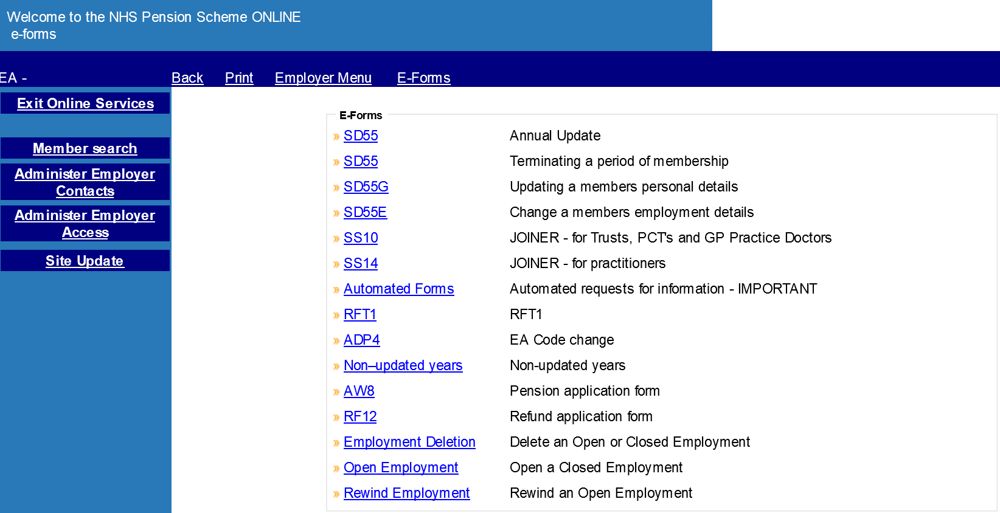 Welcome to the NHS Pension Scheme ONLINE
e-forms
EA - Back Print Employer Menu E-Forms
Exit Online Services
Member search
Administer Employer
Contacts
Administer Employer
Access
Site Update
E-Forms
SD55 Annual Update
SD55 Terminating a period of membership
SD55G Updating a members personal details
SD55E Change a members employment details
SS10 JOINER - for Trusts, PCT's and GP Practice Doctors
SS14 JOINER - for practitioners
Automated Forms Automated requests for information - IMPORTANT
RFT1 RFT1
ADP4 EA Code change
Non–updated years Non-updated years
AW8 Pension application form
RF12 Refund application form
Employment Deletion Delete an Open or Closed Employment
Open Employment Open a Closed Employment
Rewind Employment Rewind an Open Employment